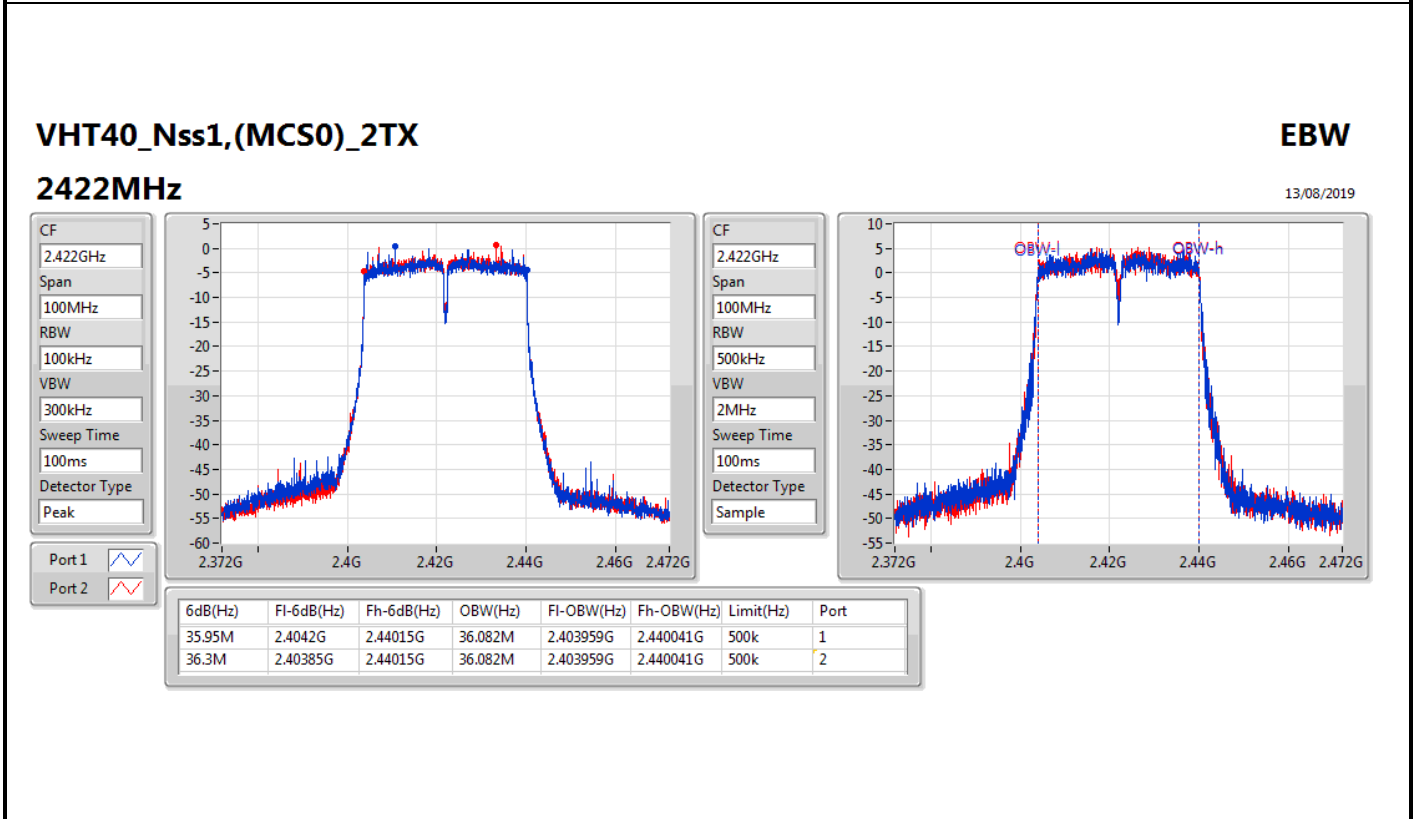 VHT40_Nss1,(MCS0)_2TX
EBW
2422MHz
13/08/2019
CF
2.422GHz
Span
100MHz
RBW
100kHz
VBW
300kHz
Sweep Time
100ms
Detector Type
Peak
Port 1
Port 2
5
0
-5
-10
-15
-20
-25
-30
-35
-40
-45
-50
-55
-60
2.372G 2.4G 2.42G 2.44G 2.46G 2.472G
CF
2.422GHz
Span
100MHz
RBW
500kHz
VBW
2MHz
Sweep Time
100ms
Detector Type
Sample
10
5
0
-5
-10
-15
-20
-25
-30
-35
-40
-45
-50
-55
OBW-l OBW-h
2.372G 2.4G 2.42G 2.44G 2.46G 2.472G
6dB(Hz) Fl-6dB(Hz) Fh-6dB(Hz) OBW(Hz) Fl-OBW(Hz) Fh-OBW(Hz) Limit(Hz) Port
35.95M 2.4042G 2.44015G 36.082M 2.403959G 2.440041G 500k 1
36.3M 2.40385G 2.44015G 36.082M 2.403959G 2.440041G 500k 2